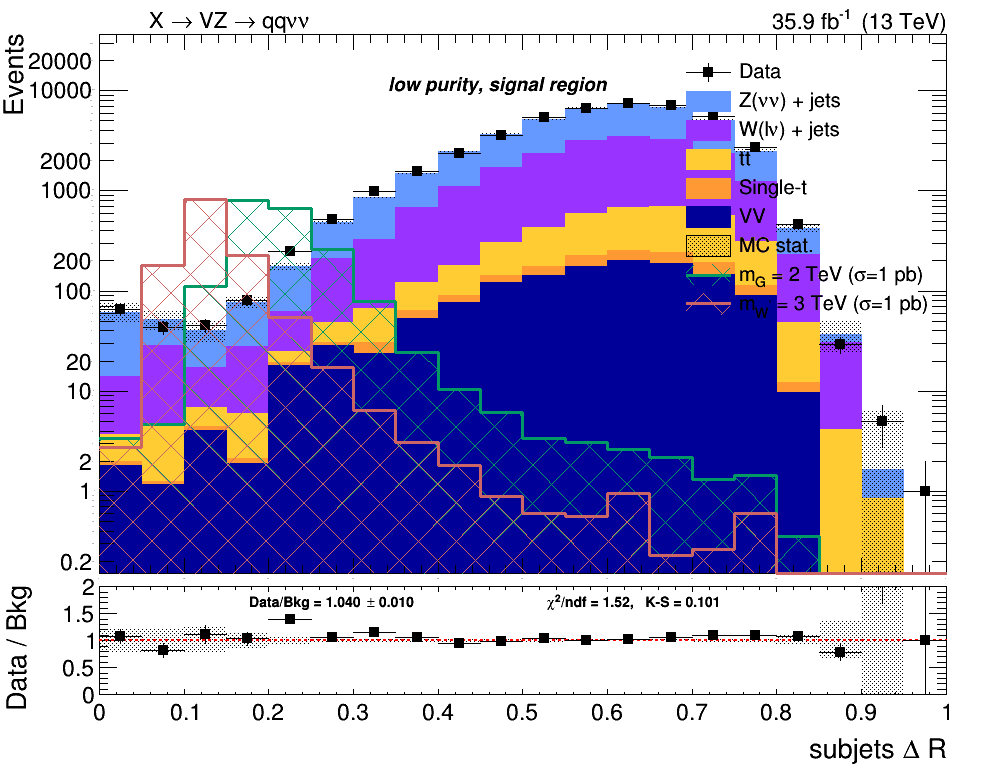 X → VZ → qqνν
35.9 fb⁻¹ (13 TeV)
Events
low purity, signal region
20000
10000
2000
1000
200
100
20
10
2
1
0.2
Data
Z(νν) + jets
W(lν) + jets
tt
Single-t
VV
MC stat.
m_G = 2 TeV (σ=1 pb)
m_W' = 3 TeV (σ=1 pb)
Data / Bkg
Data/Bkg = 1.040 ± 0.010
χ²/ndf = 1.52, K-S = 0.101
2
1.5
1
0.5
0
0 0.1 0.2 0.3 0.4 0.5 0.6 0.7 0.8 0.9 1
subjets Δ R